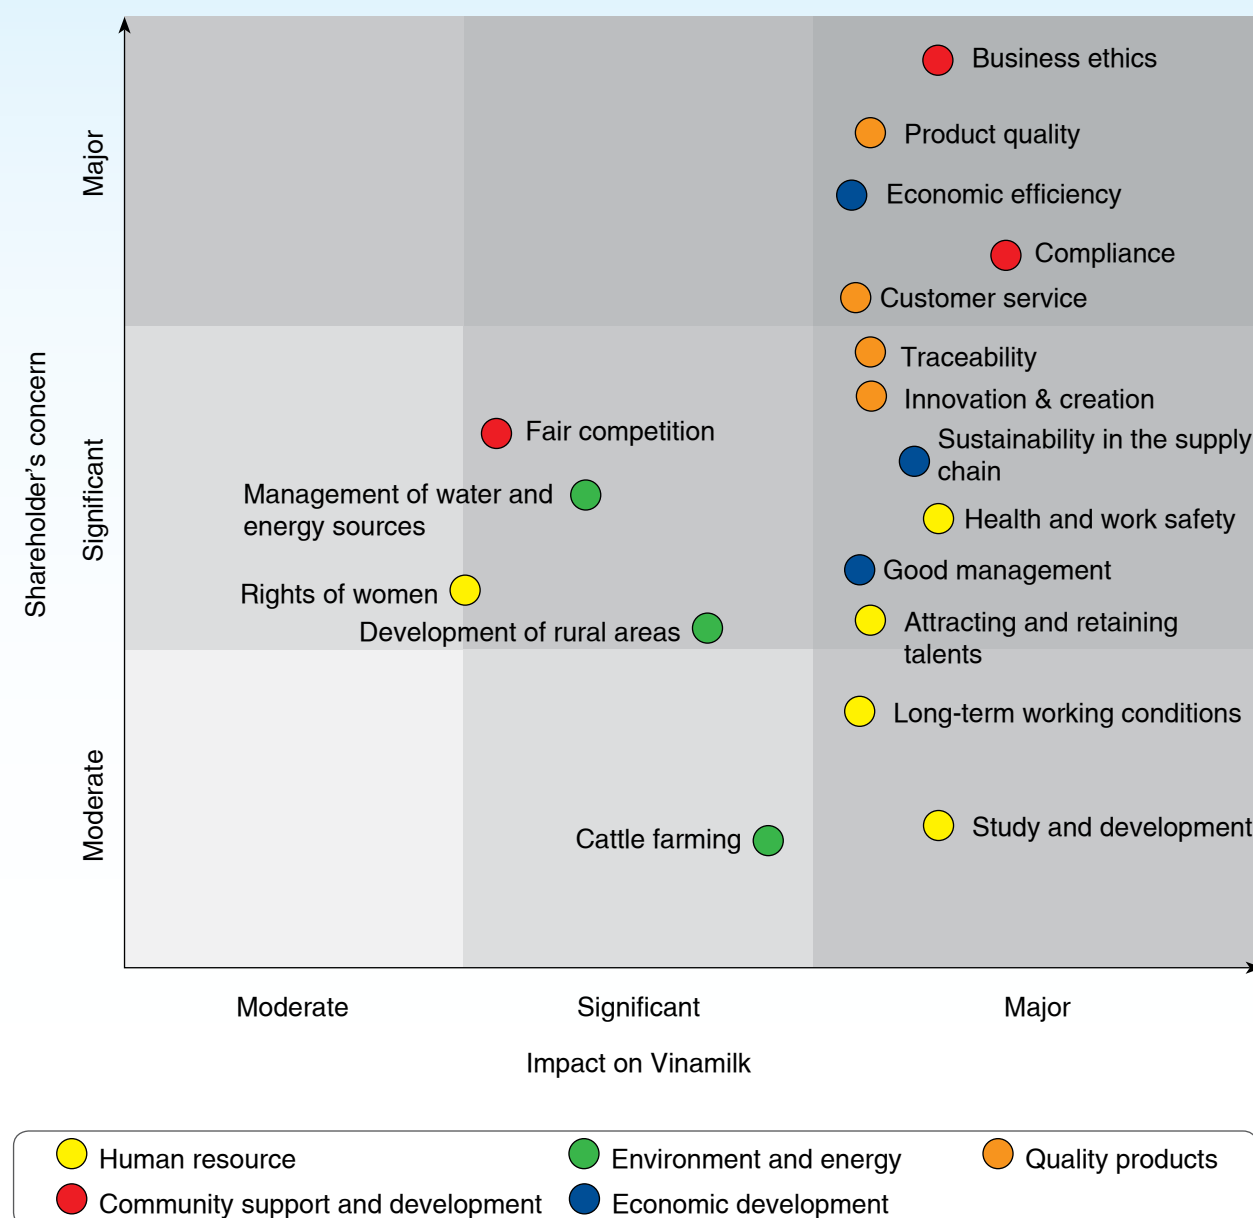 Business ethics
Product quality
Economic efficiency
Compliance
Customer service
Traceability
Innovation & creation
Sustainability in the supply
chain
Health and work safety
Good management
Attracting and retaining
talents
Long-term working conditions
Study and development
Fair competition
Management of water and
energy sources
Rights of women
Development of rural areas
Cattle farming
Shareholder's concern
Major
Significant
Moderate
Moderate
Significant
Major
Impact on Vinamilk
Human resource
Environment and energy
Quality products
Community support and development
Economic development